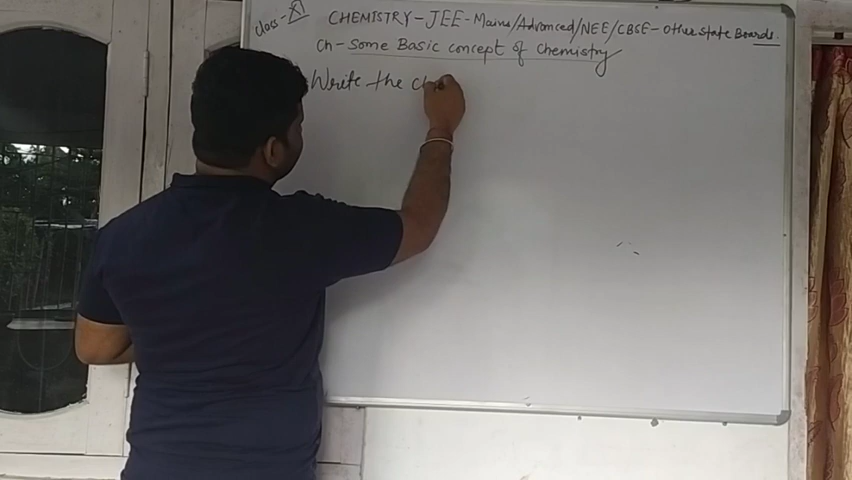 Class-XI
CHEMISTRY-JEE-Mains/Advanced/NEE/CBSE-Other State Boards.
Ch-Some Basic concept of Chemistry
Write the